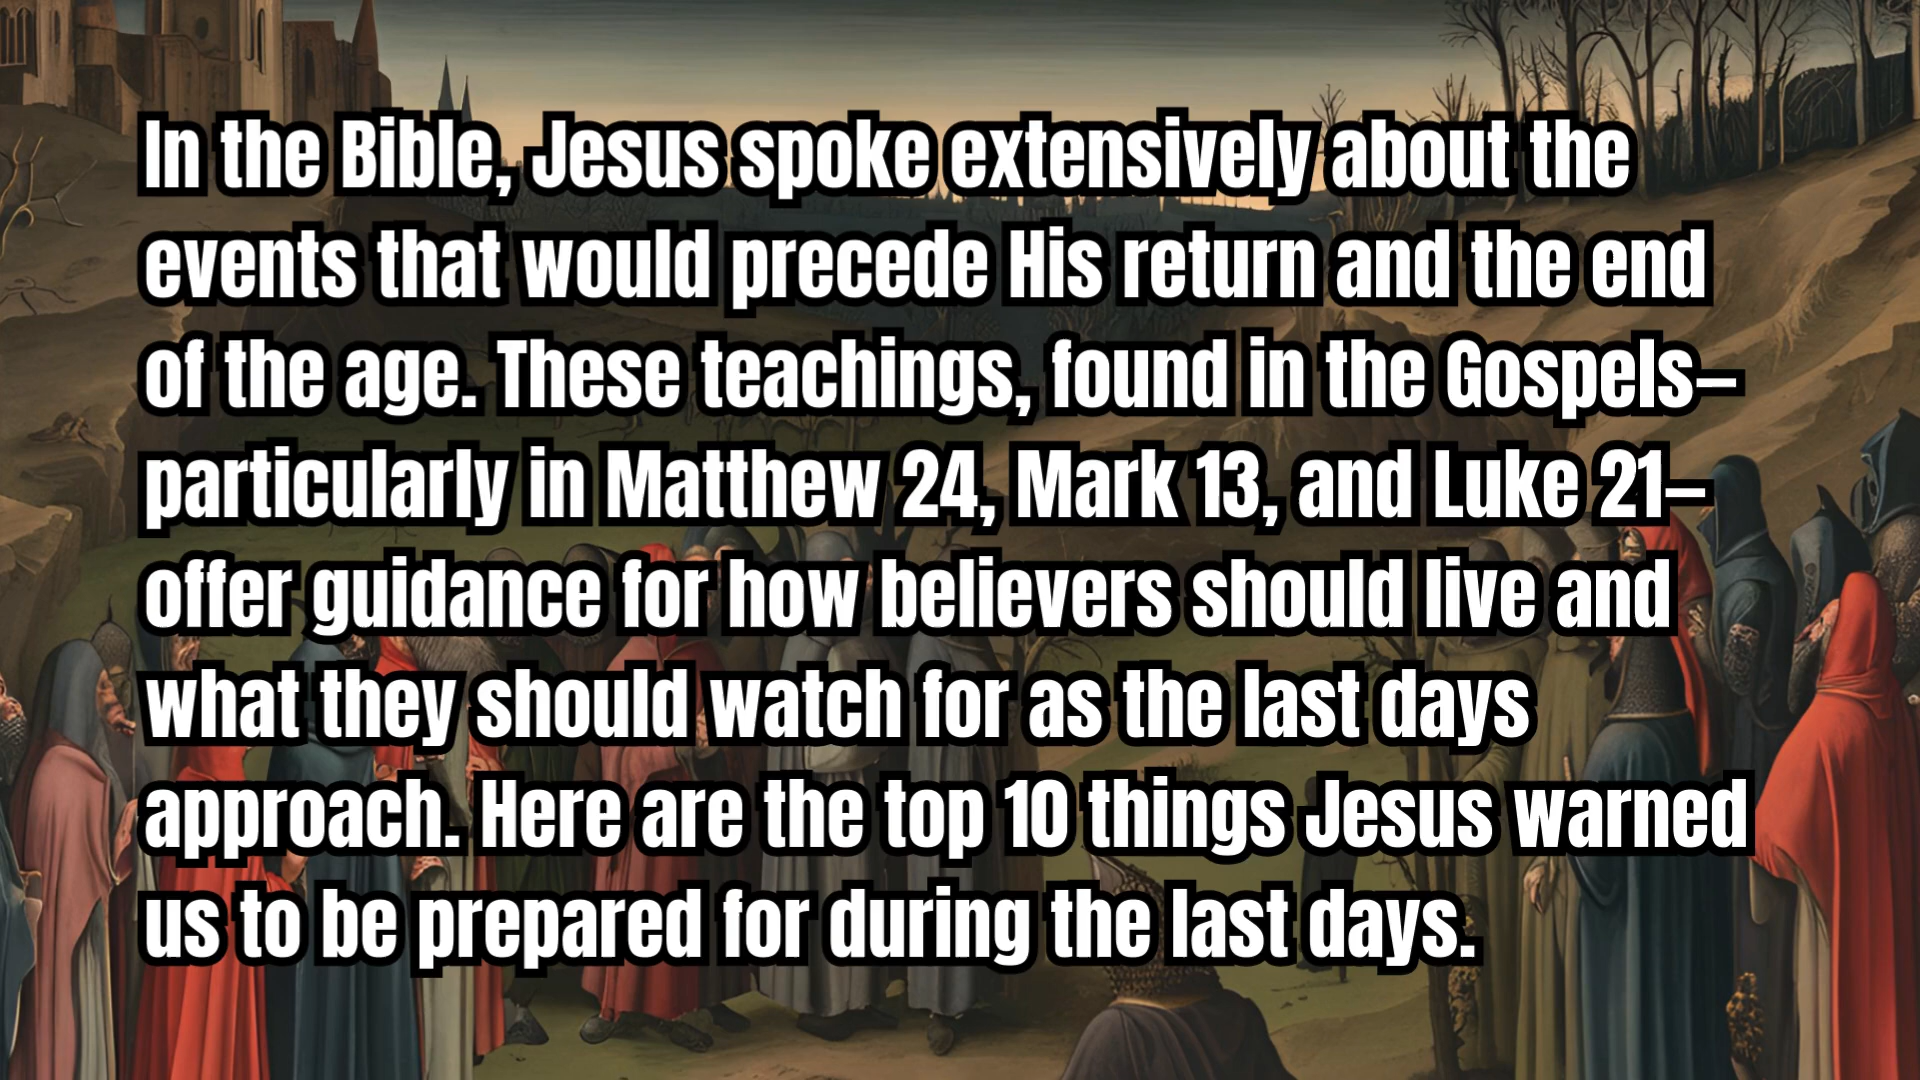 In the Bible, Jesus spoke extensively about the
events that would precede His return and the end
of the age. These teachings, found in the Gospels—
particularly in Matthew 24, Mark 13, and Luke 21—
offer guidance for how believers should live and
what they should watch for as the last days
approach. Here are the top 10 things Jesus warned
us to be prepared for during the last days.